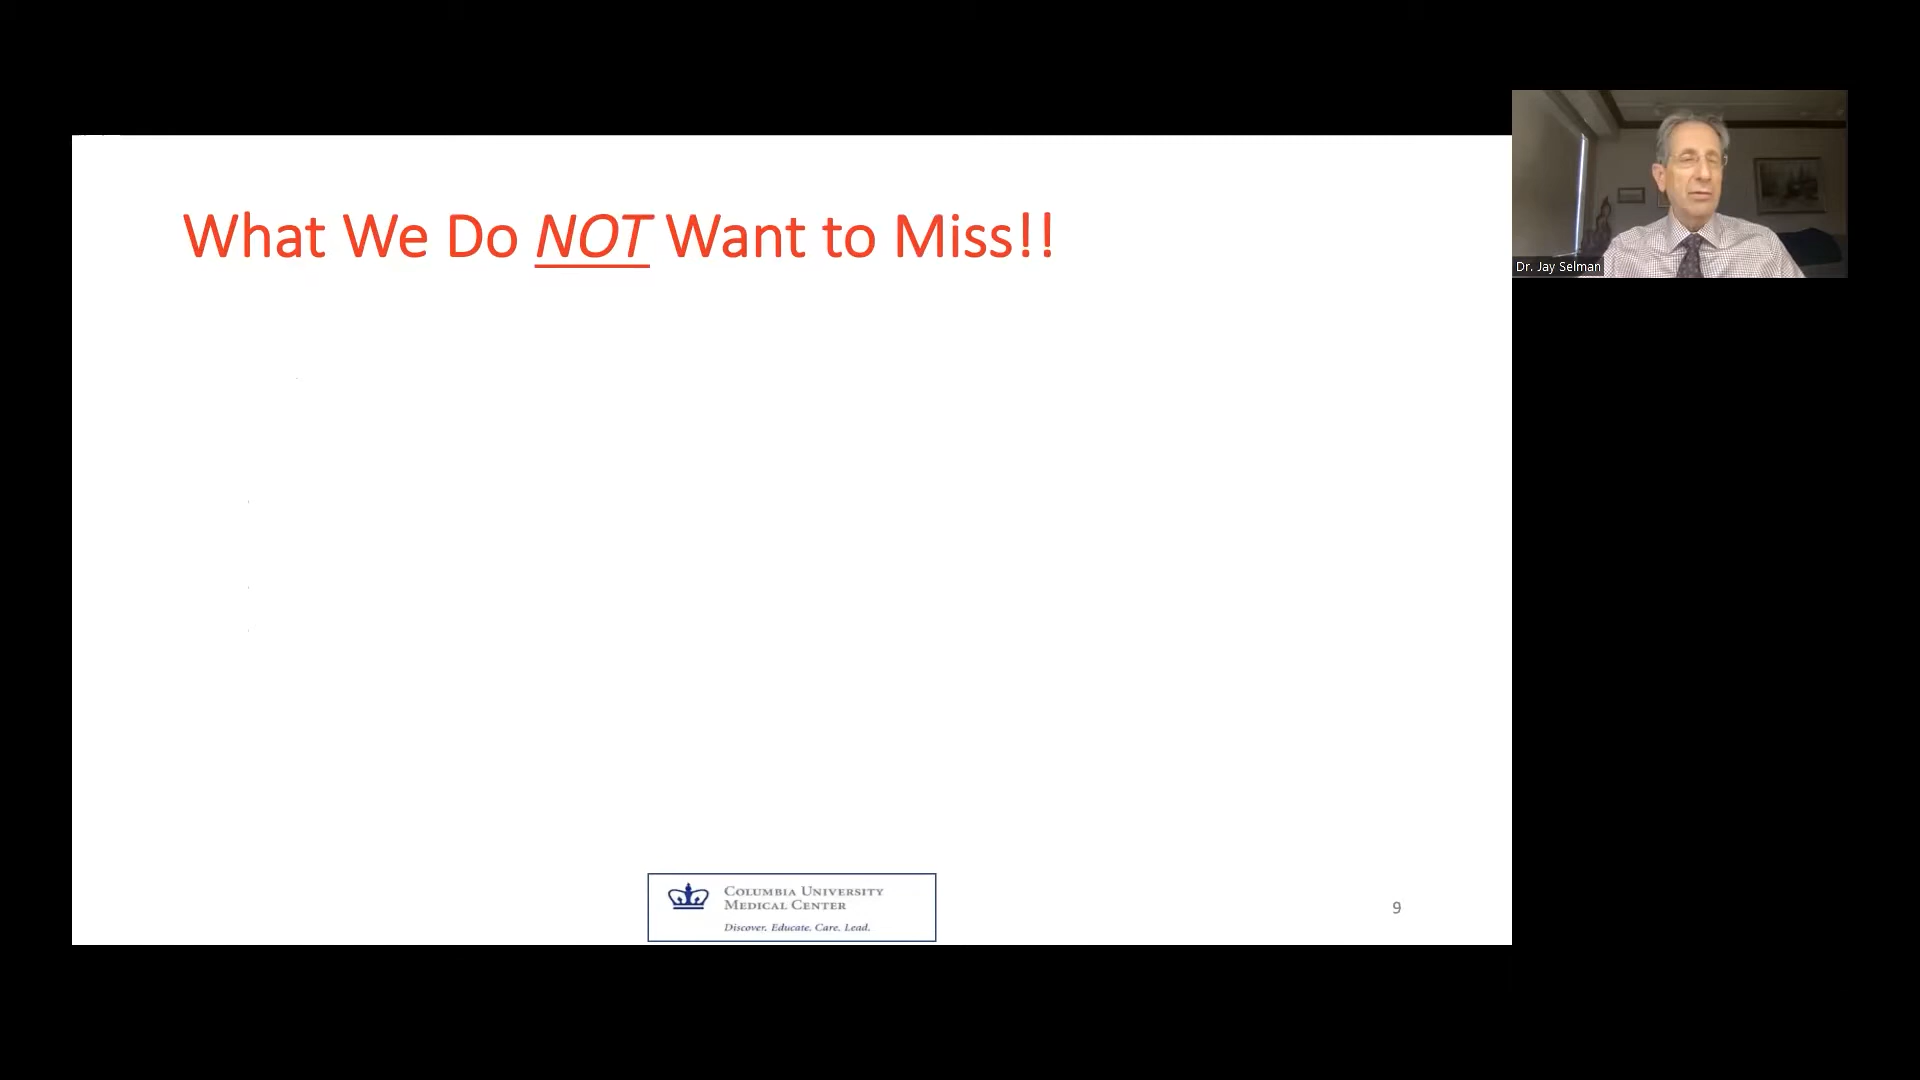 What We Do NOT Want to Miss!!
Dr. Jay Selman
COLUMBIA UNIVERSITY
MEDICAL CENTER
Discover. Educate. Care. Lead.
9